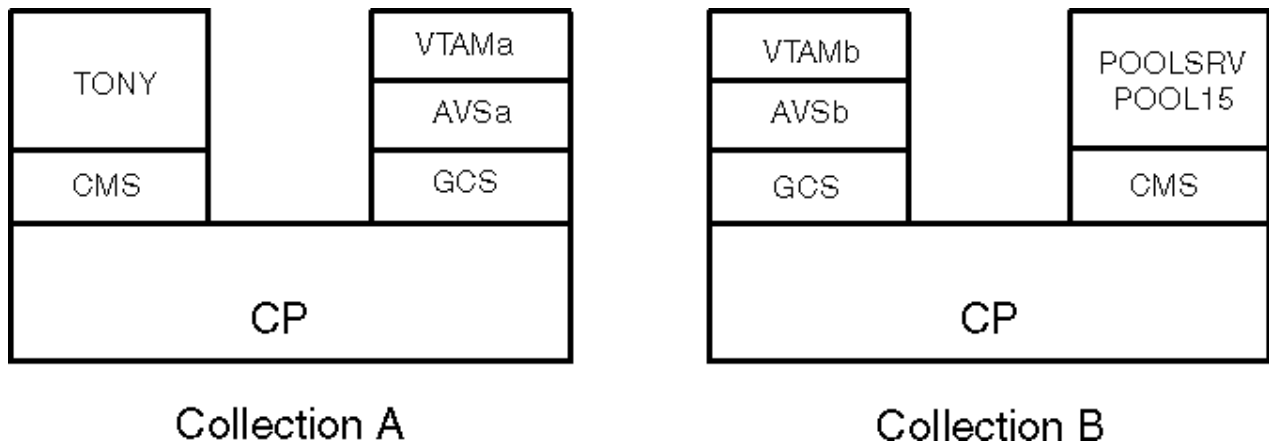 TONY
CMS
VTAMa
AVSa
GCS
CP
Collection A
VTAMb
AVSb
GCS
POOLSRV
POOL15
CMS
CP
Collection B